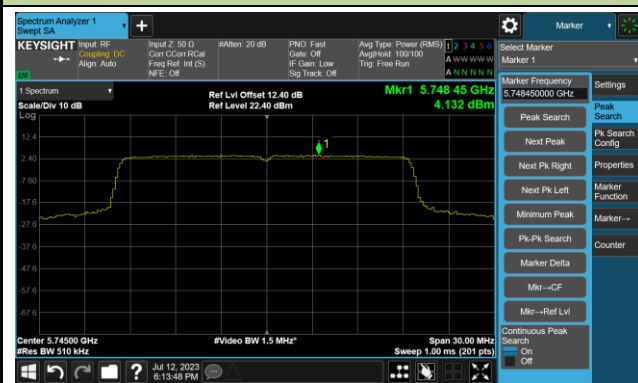 Spectrum Analyzer 1
Swept SA
Marker
KEYSIGHT
Input: RF
Coupling: DC
Align: Auto
Input Z: 50 Ω
Corr CCorr RCal
Freq Ref: Int (S)
NFE: Off
#Atten: 20 dB
PNO: Fast
Gate: Off
IF Gain: Low
Sig Track: Off
Avg Type: Power (RMS)
Avg|Hold: 100/100
Trig: Free Run
1 2 3 4 5 6
A W W W W W
A N N N N N
LXI
Select Marker
Marker 1
1 Spectrum
Scale/Div 10 dB
Log
Ref Lvl Offset 12.40 dB
Ref Level 22.40 dBm
Mkr1 5.748 45 GHz
4.132 dBm
1
12.4
2.40
-7.60
-17.6
-27.6
-37.6
-47.6
-57.6
-67.6
Center 5.74500 GHz
#Res BW 510 kHz
#Video BW 1.5 MHz*
Span 30.00 MHz
Sweep 1.00 ms (201 pts)
Marker Frequency
5.748450000 GHz
Peak Search
Next Peak
Next Pk Right
Next Pk Left
Minimum Peak
Pk-Pk Search
Marker Delta
Mkr→CF
Mkr→Ref Lvl
Continuous Peak
Search
On
Off
Settings
Peak
Search
Pk Search
Config
Properties
Marker
Function
Marker→
Counter
?
Jul 12, 2023
6:13:48 PM